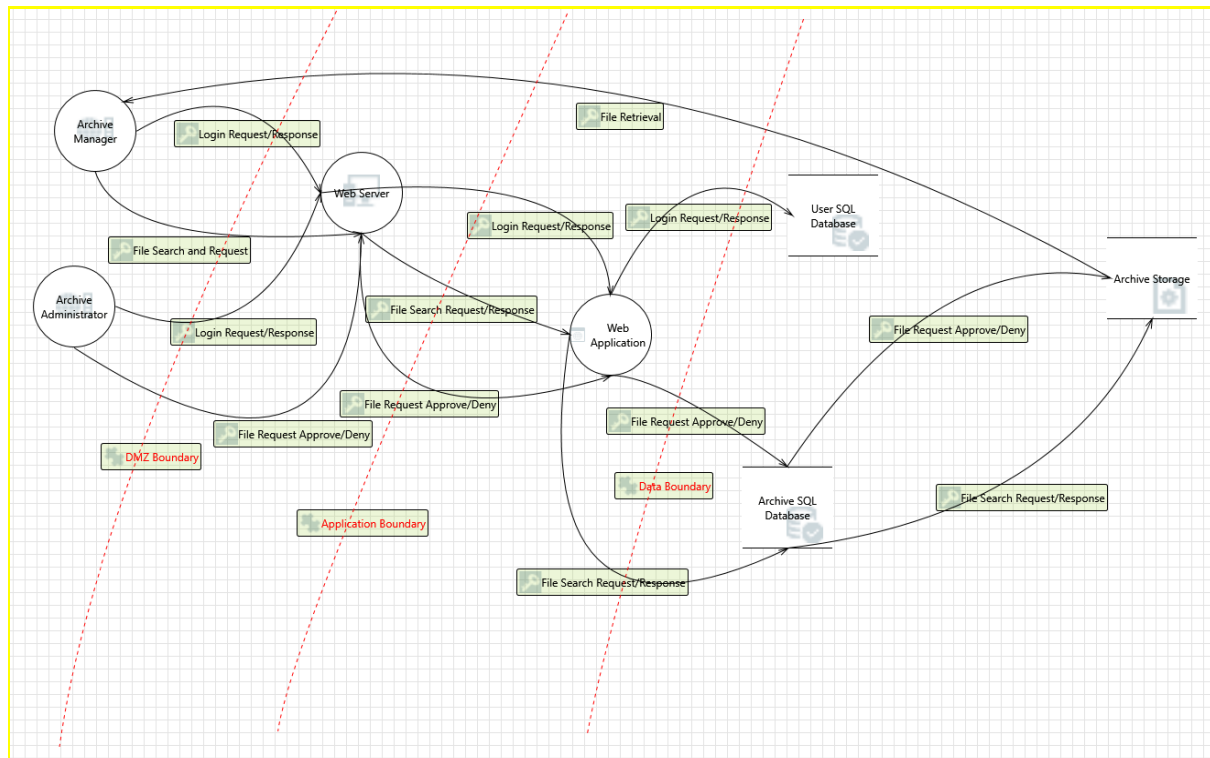 File Retrieval
Archive
Manager
Login Request/Response
Web Server
User SQL
Database
Login Request/Response
Login Request/Response
File Search and Request
Archive Storage
Archive
Administrator
File Search Request/Response
Login Request/Response
Web
Application
File Request Approve/Deny
File Request Approve/Deny
File Request Approve/Deny
File Request Approve/Deny
DMZ Boundary
Data Boundary
Archive SQL
Database
File Search Request/Response
Application Boundary
File Search Request/Response